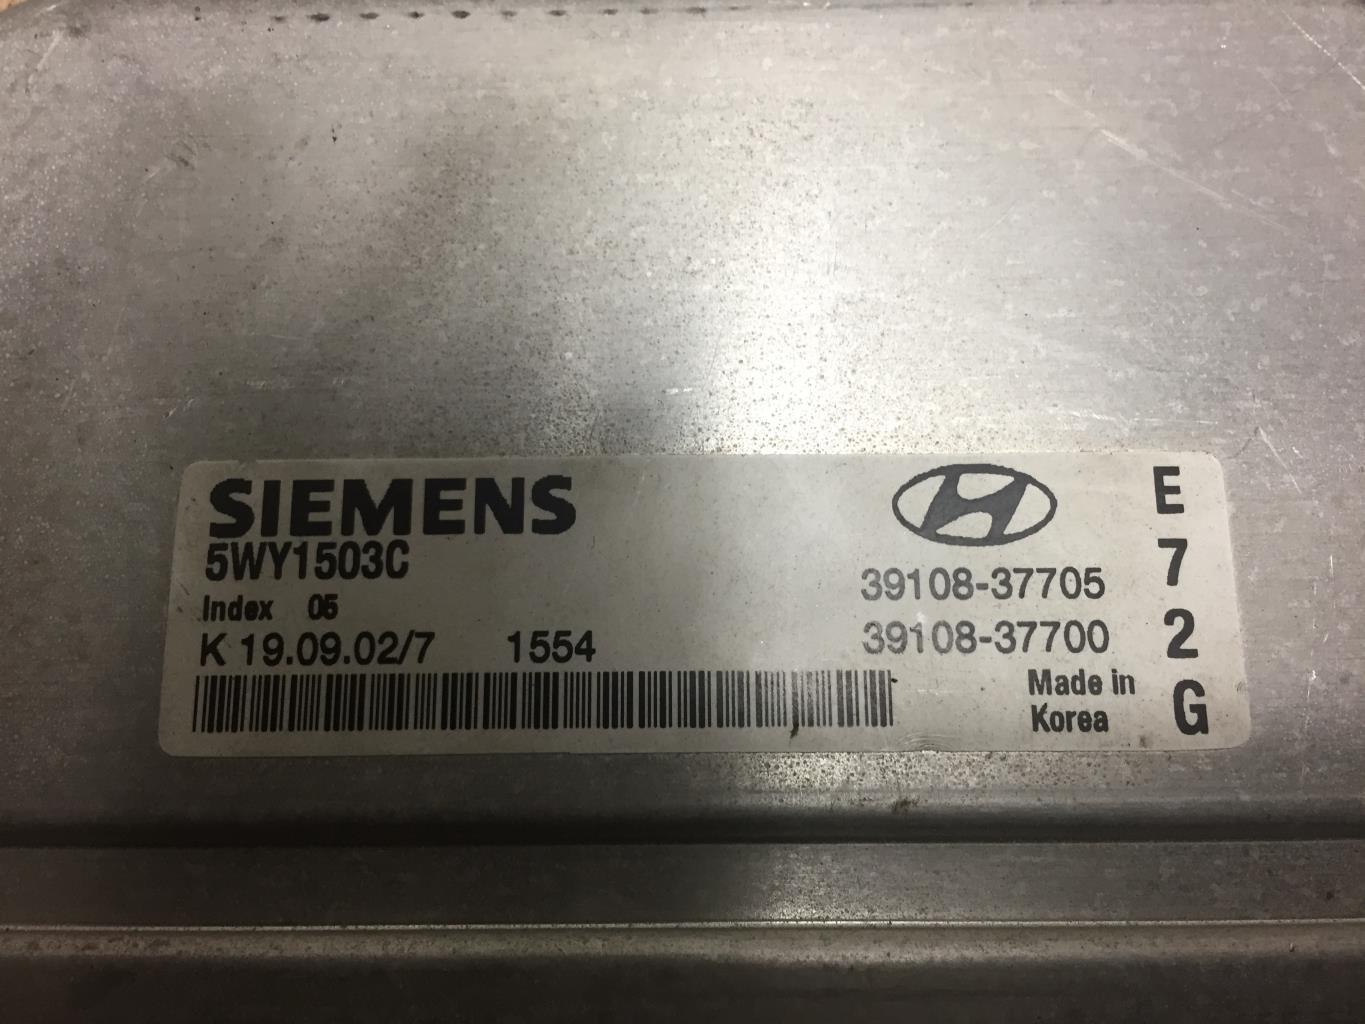 SIEMENS
5WY1503C
Index 05
K 19.09.02/7 1554
39108-37705
39108-37700
Made in
Korea
E
7
2
G